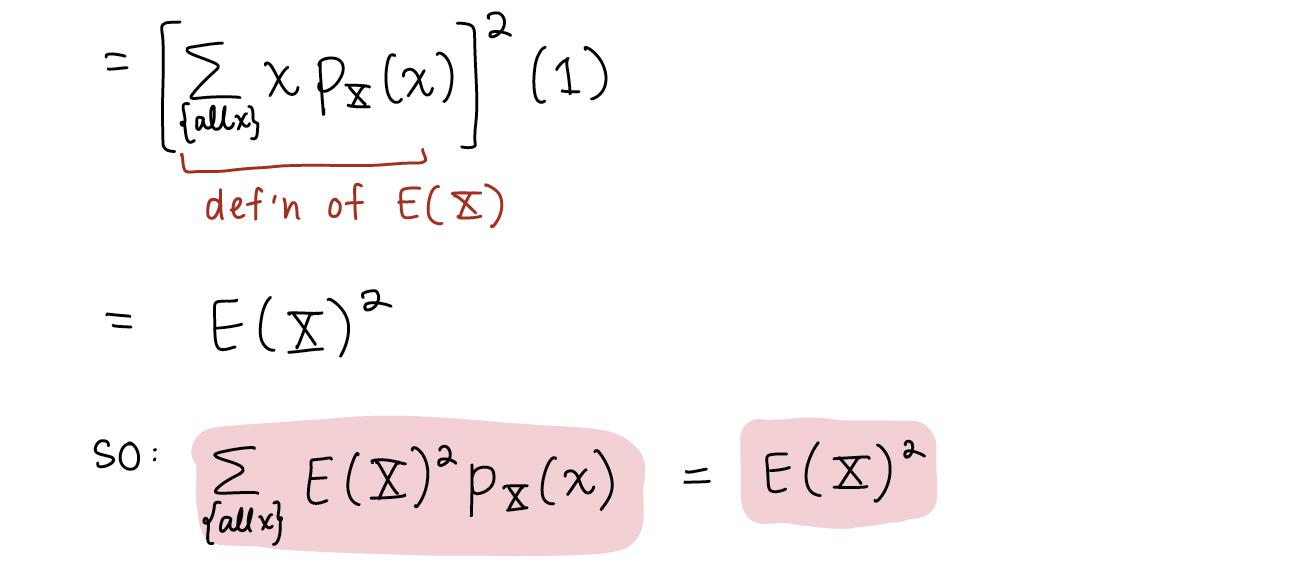 = [∑_{all x} x p_X(x)]² (1)
def'n of E(X)
= E(X)²
SO: ∑_{all x} E(X)² p_X(x) = E(X)²